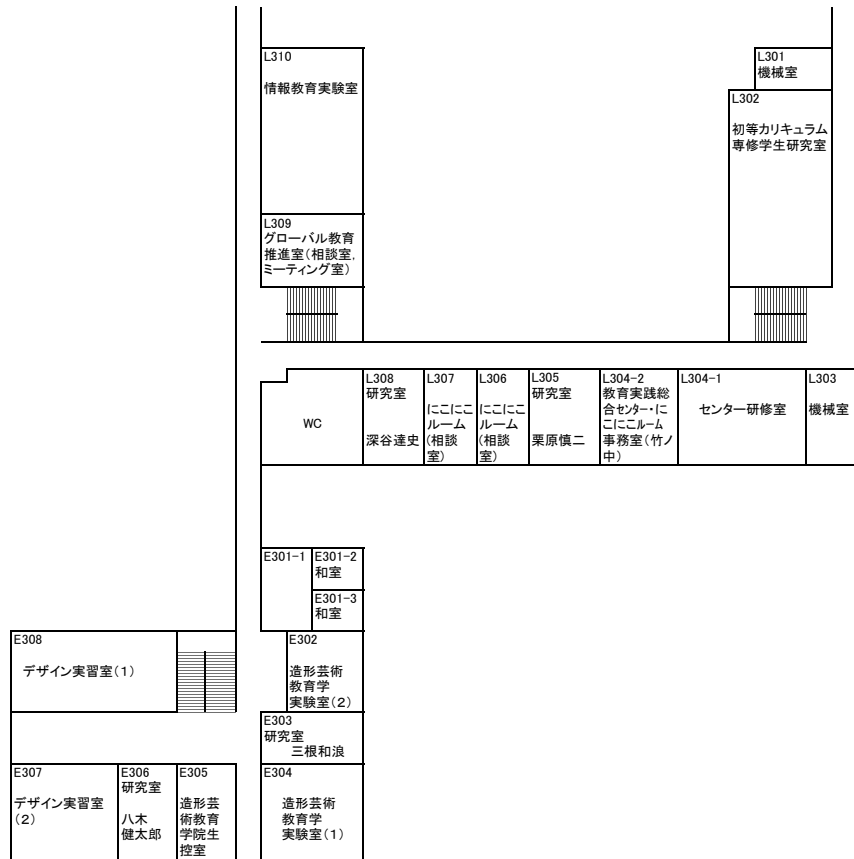 L310
情報教育実験室
L309
グローバル教育
推進室(相談室,
ミーティング室)
L301
機械室
L302
初等カリキュラム
専修学生研究室
WC
L308
研究室
深谷達史
L307
にこにこ
ルーム
(相談
室)
L306
にこにこ
ルーム
(相談
室)
L305
研究室
栗原慎二
L304-2
教育実践総
合センター・に
こにこルーム
事務室(竹ノ
中)
L304-1
センター研修室
L303
機械室
E301-1
E301-2
和室
E301-3
和室
E308
デザイン実習室(1)
E302
造形芸術
教育学
実験室(2)
E303
研究室
三根和浪
E307
デザイン実習室
(2)
E306
研究室
八木
健太郎
E305
造形芸
術教育
学院生
控室
E304
造形芸術
教育学
実験室(1)